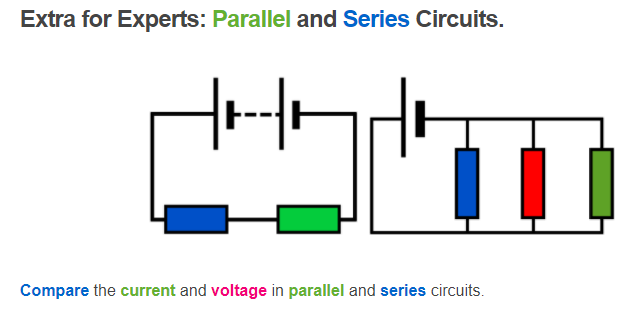 Extra for Experts: Parallel and Series Circuits.
Compare the current and voltage in parallel and series circuits.